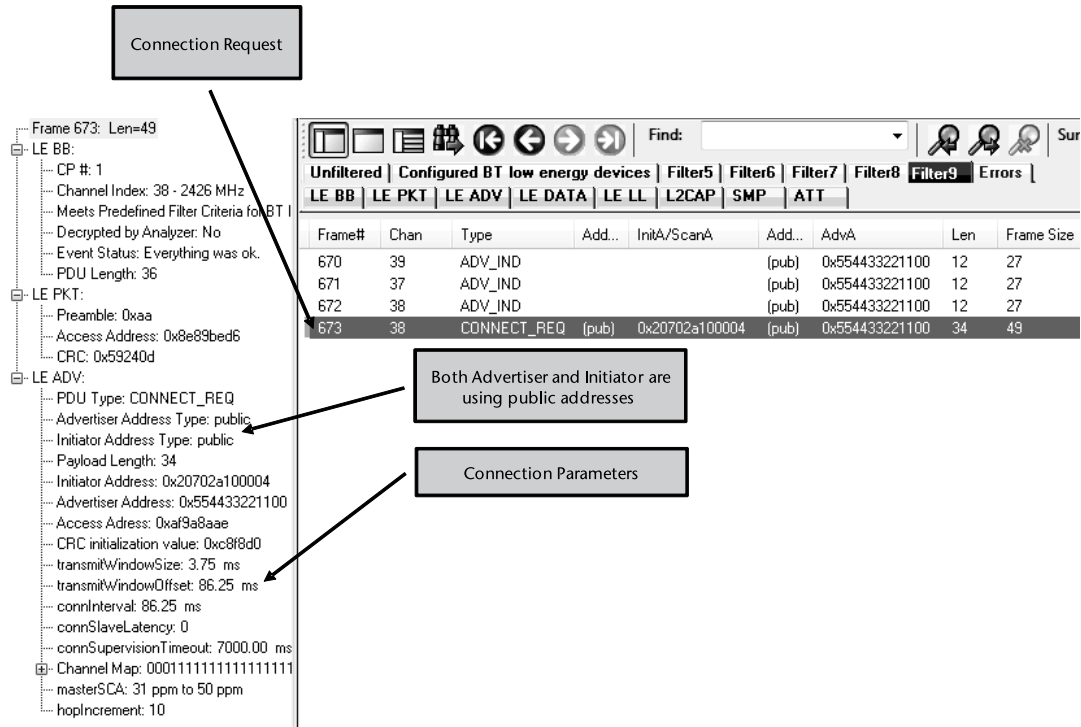 Connection Request
Frame 673: Len=49
LE BB:
CP #: 1
Channel Index: 38 - 2426 MHz
Meets Predefined Filter Criteria for BT l
Decrypted by Analyzer: No
Event Status: Everything was ok.
PDU Length: 36
LE PKT:
Preamble: 0xaa
Access Address: 0x8e89bed6
CRC: 0x59240d
LE ADV:
PDU Type: CONNECT_REQ
Advertiser Address Type: public
Initiator Address Type: public
Payload Length: 34
Initiator Address: 0x20702a100004
Advertiser Address: 0x554433221100
Access Adress: 0xaf9a8aae
CRC initialization value: 0xc8f8d0
transmitWindowSize: 3.75 ms
transmitWindowOffset: 86.25 ms
connInterval: 86.25 ms
connSlaveLatency: 0
connSupervisionTimeout: 7000.00 ms
Channel Map: 0001111111111111111
masterSCA: 31 ppm to 50 ppm
hopIncrement: 10
Find: Sur
Unfiltered Configured BT low energy devices Filter5 Filter6 Filter7 Filter8 Filter9 Errors
LE BB LE PKT LE ADV LE DATA LE LL L2CAP SMP ATT
Frame# Chan Type Add... InitA/ScanA Add... AdvA Len Frame Size
670 39 ADV_IND (pub) 0x554433221100 12 27
671 37 ADV_IND (pub) 0x554433221100 12 27
672 38 ADV_IND (pub) 0x554433221100 12 27
673 38 CONNECT_REQ (pub) 0x20702a100004 (pub) 0x554433221100 34 49
Both Advertiser and Initiator are
using public addresses
Connection Parameters